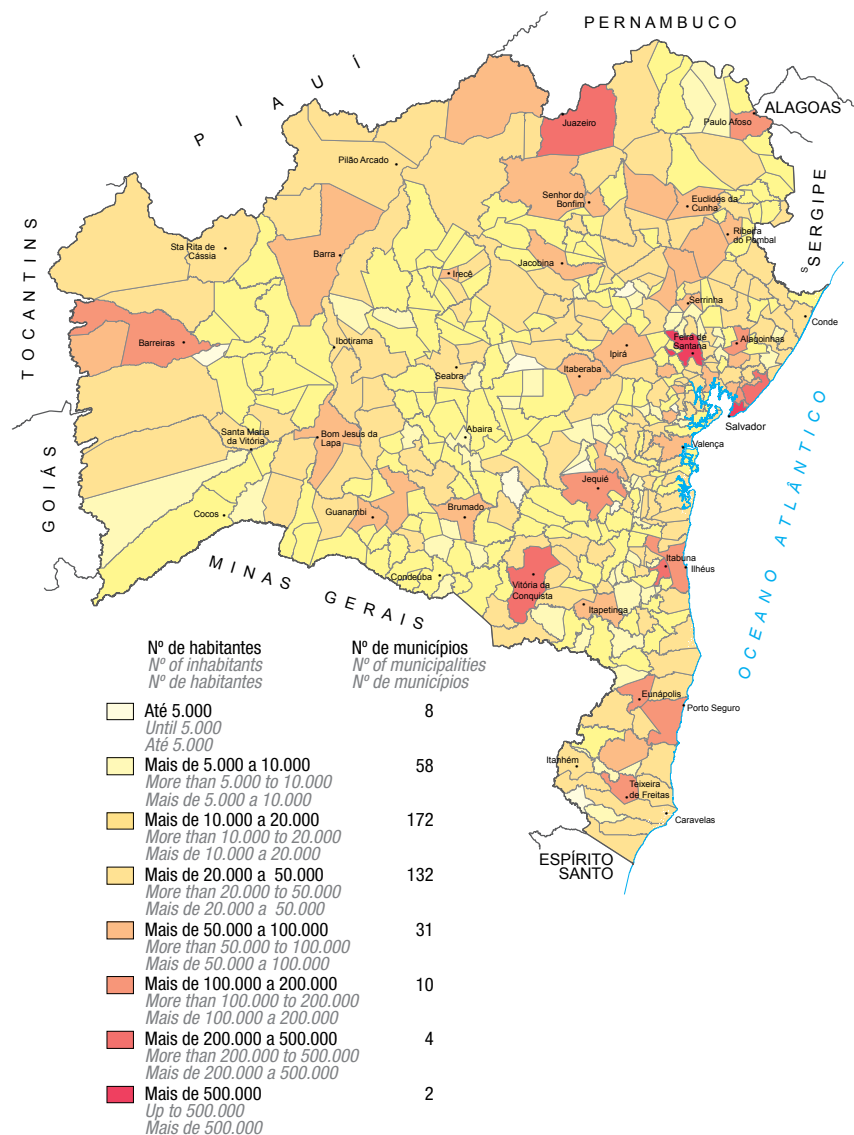 PERNAMBUCO
PIAUÍ
ALAGOAS
Juazeiro
Paulo Afoso
Pilão Arcado
TOCANTINS
Senhor do
Bonfim
Euclides da
Cunha
SERGIPE
s
Sta Rita de
Cássia
Barra
Ribeira
do Pombal
Jacobina
Irecê
Serrinha
Conde
Barreiras
Ibotirama
Feira de
Santana
Alagoinhas
Ipirá
Seabra
Itaberaba
Salvador
Santa Maria
da Vitória
Bom Jesus da
Lapa
Abaira
Valença
OCEANO ATLÂNTICO
GOIÁS
Jequié
Cocos
Guanambi
Brumado
MINAS GERAIS
Condeúba
Vitória da
Conquista
Itabuna
Ilhéus
Itapetinga
Eunápolis
Porto Seguro
Itanhém
Teixeira
de Freitas
Caravelas
ESPÍRITO
SANTO
Nº de habitantes Nº de municípios
Nº of inhabitants Nº of municipalities
Nº de habitantes Nº de municípios
Até 5.000 8
Until 5.000
Até 5.000
Mais de 5.000 a 10.000 58
More than 5.000 to 10.000
Mais de 5.000 a 10.000
Mais de 10.000 a 20.000 172
More than 10.000 to 20.000
Mais de 10.000 a 20.000
Mais de 20.000 a 50.000 132
More than 20.000 to 50.000
Mais de 20.000 a 50.000
Mais de 50.000 a 100.000 31
More than 50.000 to 100.000
Mais de 50.000 a 100.000
Mais de 100.000 a 200.000 10
More than 100.000 to 200.000
Mais de 100.000 a 200.000
Mais de 200.000 a 500.000 4
More than 200.000 to 500.000
Mais de 200.000 a 500.000
Mais de 500.000 2
Up to 500.000
Mais de 500.000